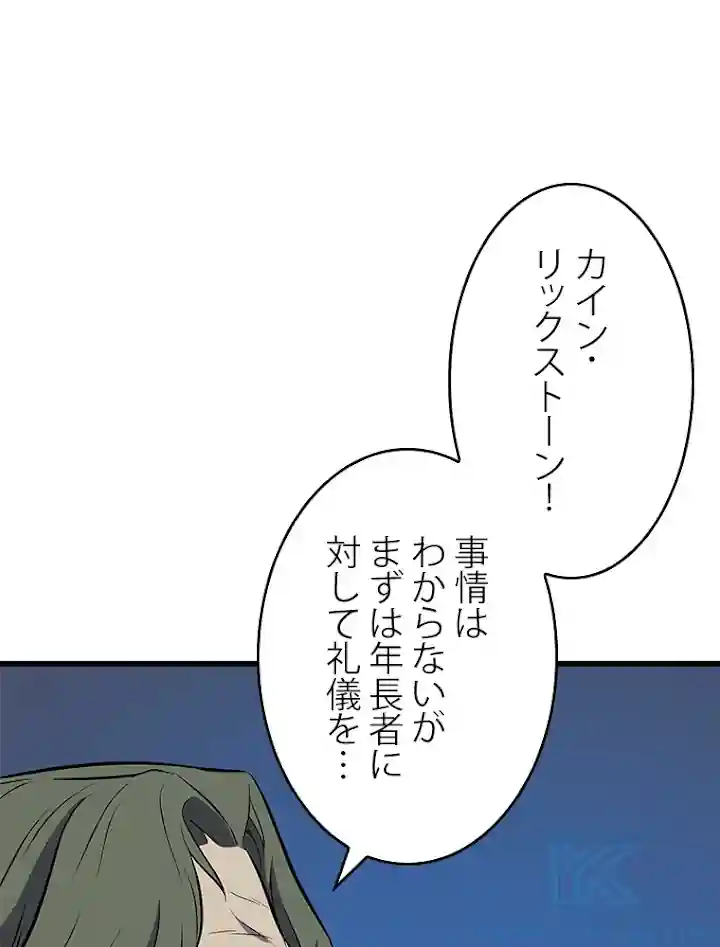 カイン・
リックストーン！
事情は
わからないが
まずは年長者に
対して礼儀を…